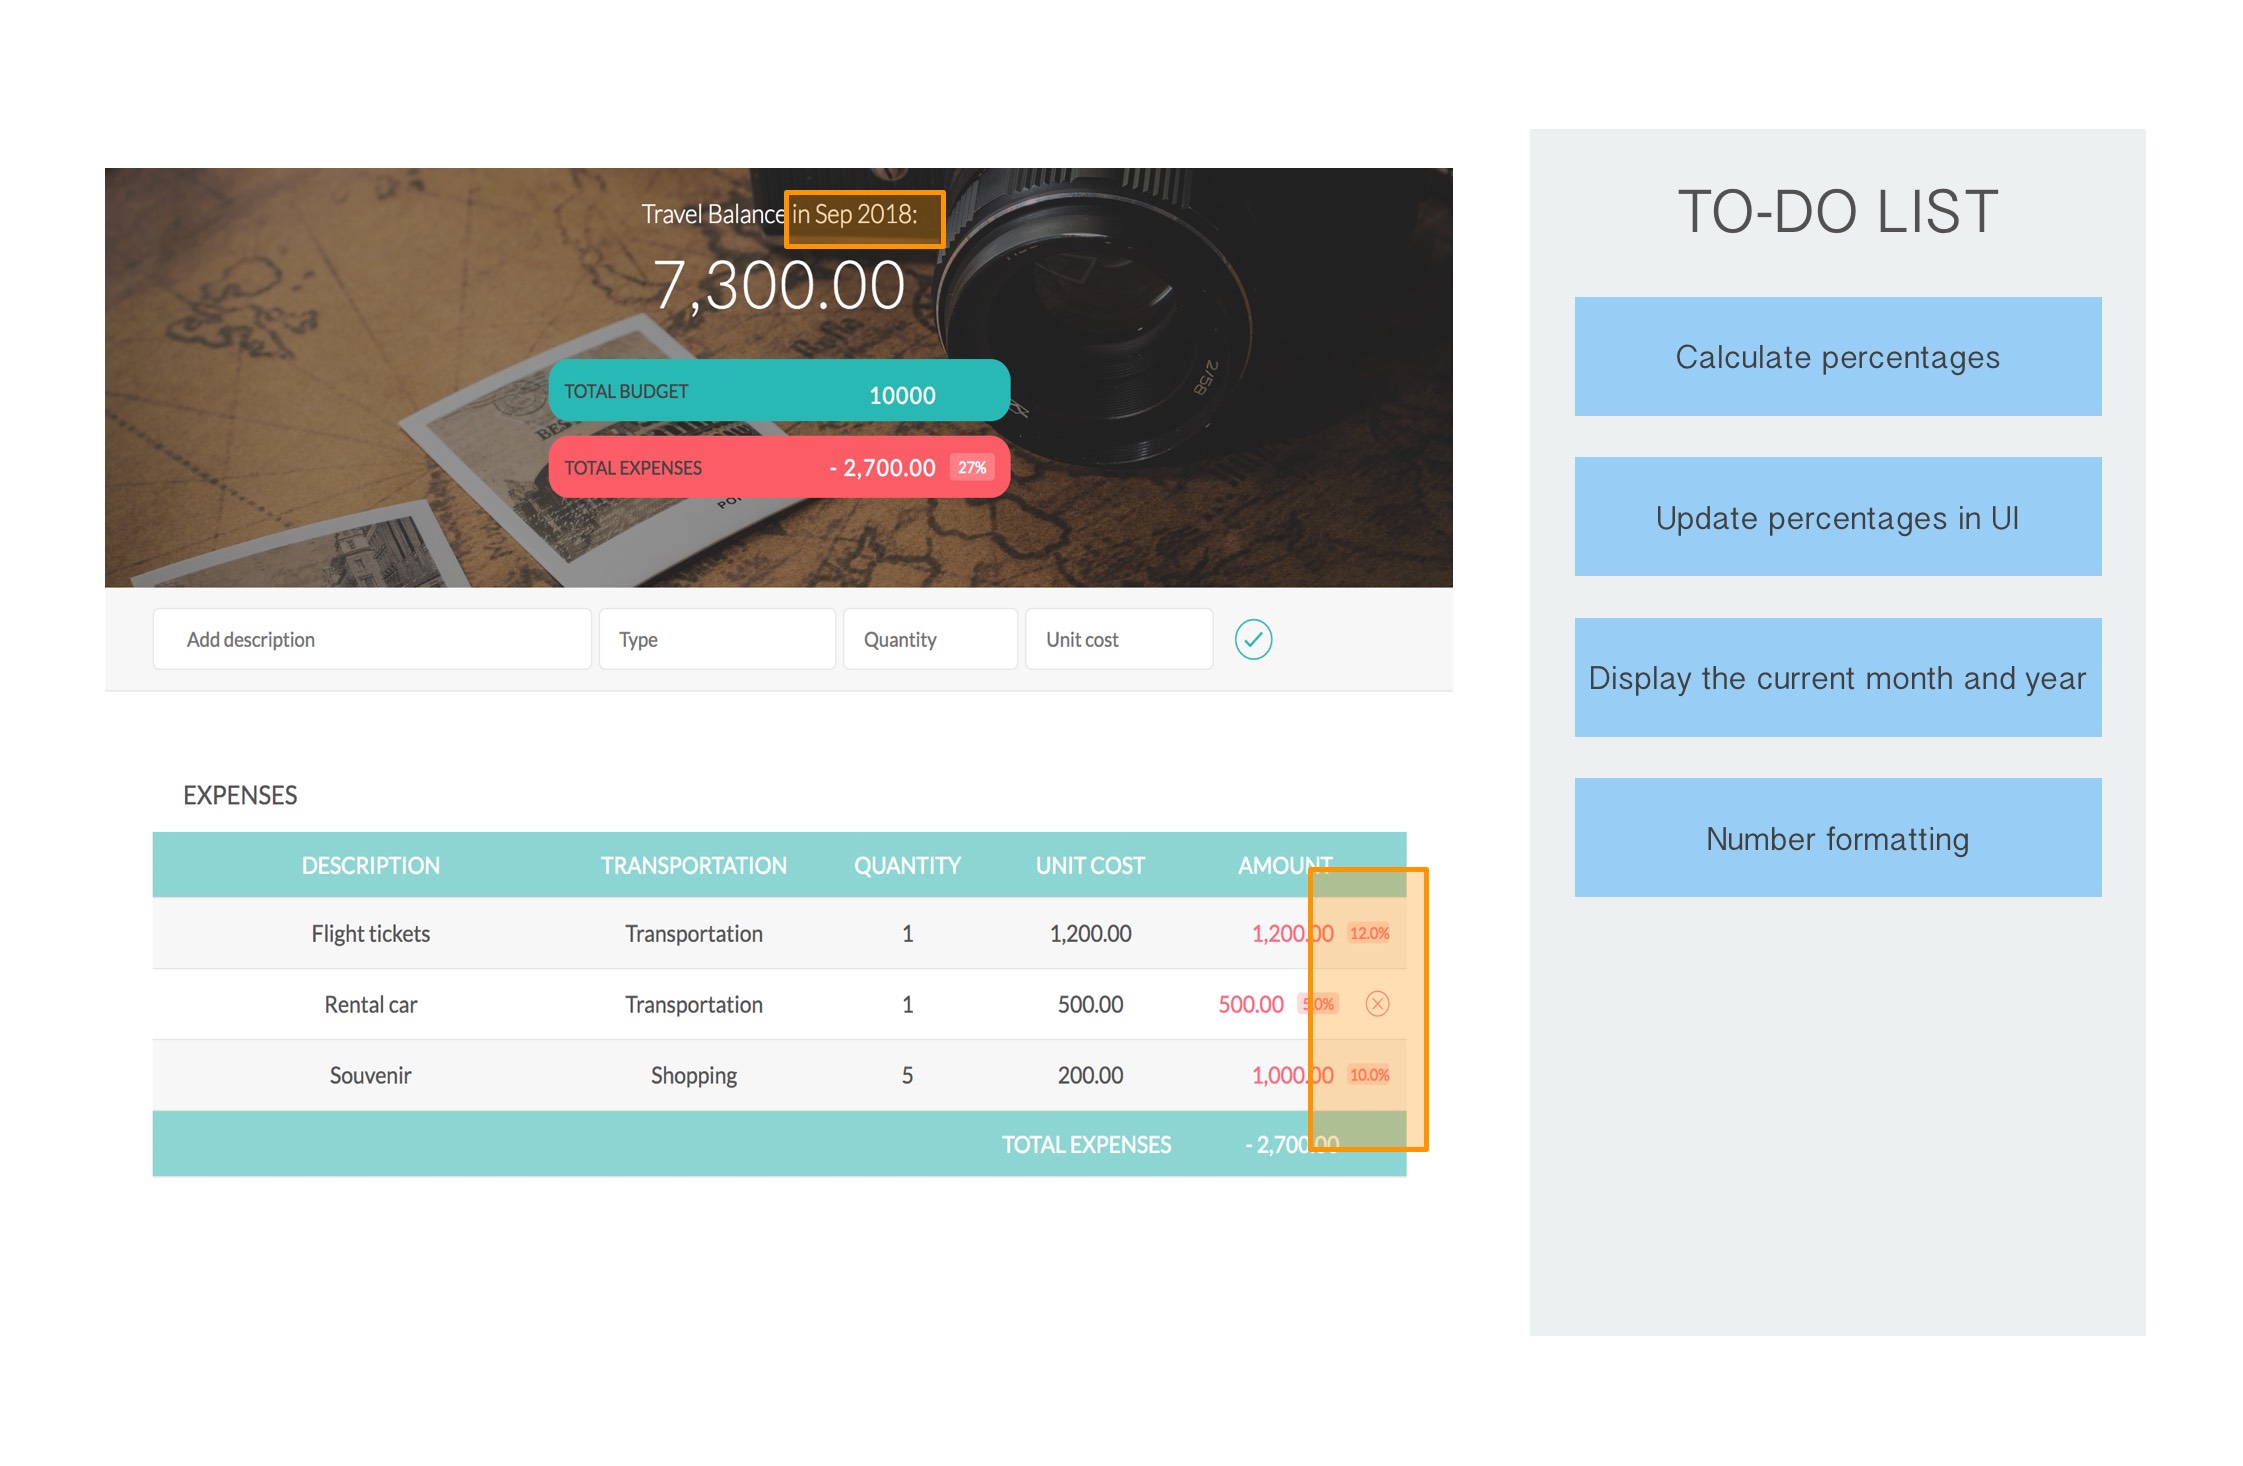 Travel Balance in Sep 2018:
7,300.00
TOTAL BUDGET 10000
TOTAL EXPENSES - 2,700.00 27%
2/58
Add description Type Quantity Unit cost
EXPENSES
DESCRIPTION TRANSPORTATION QUANTITY UNIT COST AMOUNT
Flight tickets Transportation 1 1,200.00 1,200.00 12.0%
Rental car Transportation 1 500.00 500.00 5.0%
Souvenir Shopping 5 200.00 1,000.00 10.0%
TOTAL EXPENSES - 2,700.00
TO-DO LIST
Calculate percentages
Update percentages in UI
Display the current month and year
Number formatting